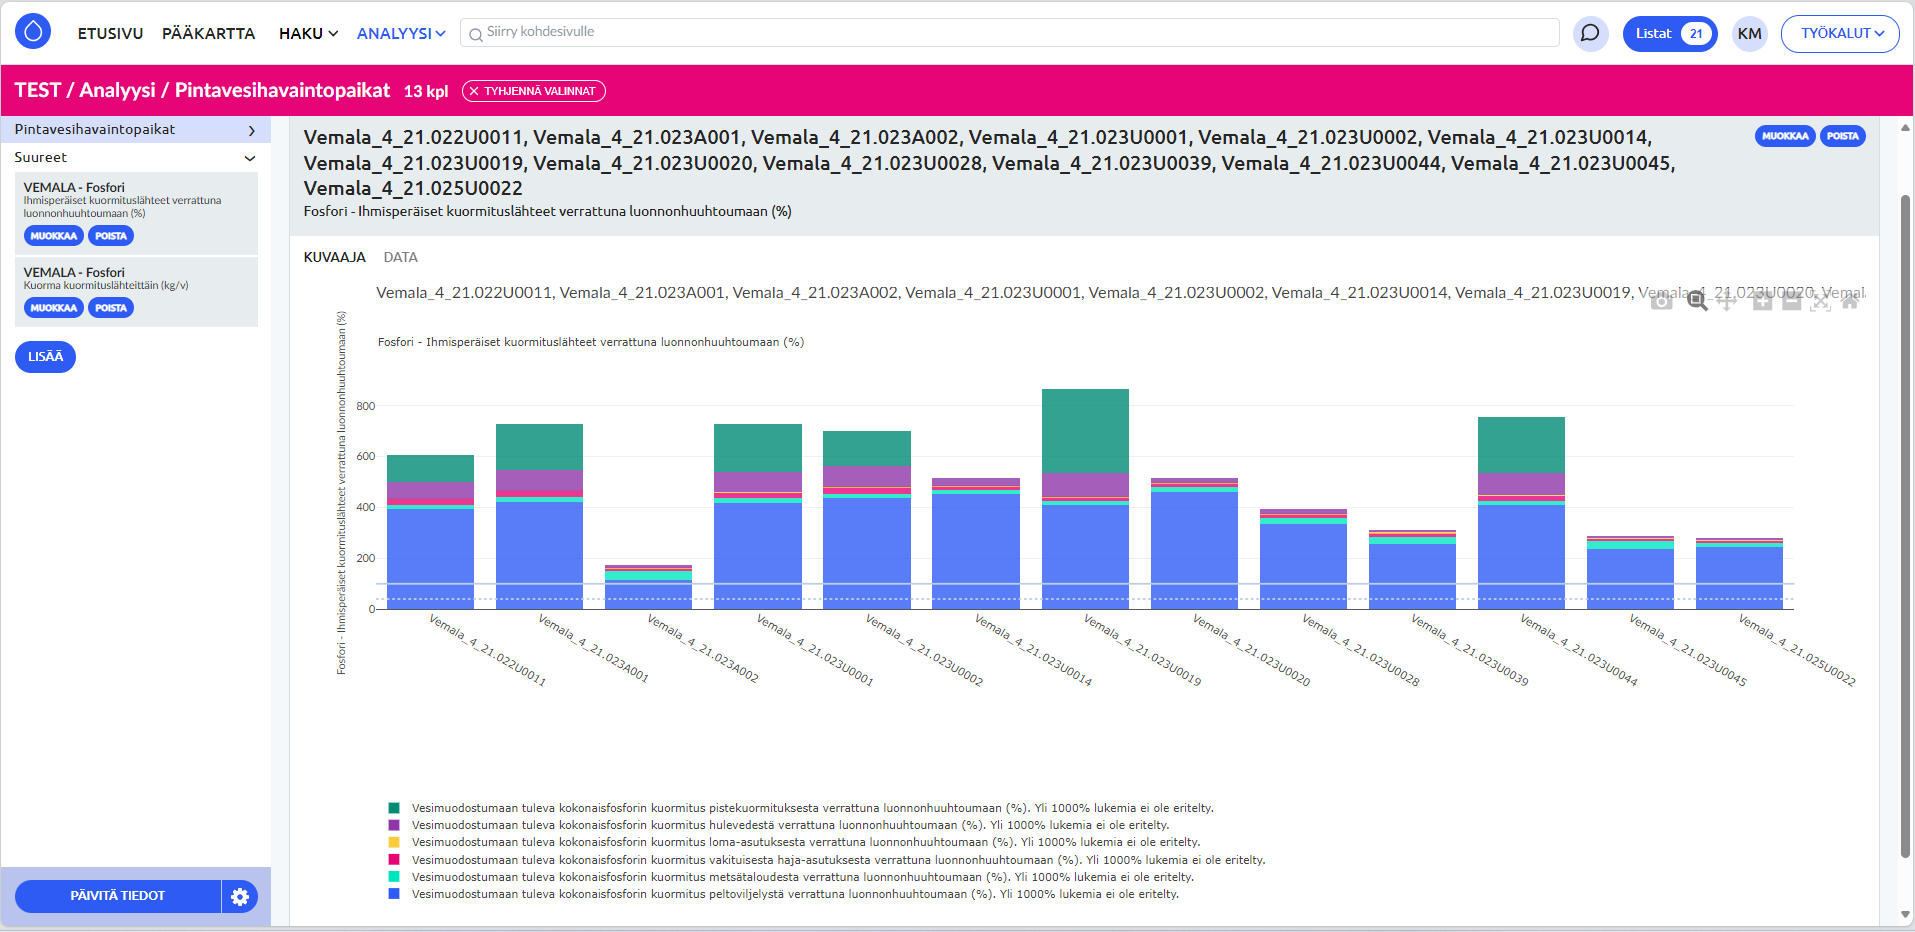 ETUSIVU PÄÄKARTTA HAKU ANALYYSI Siirry kohdesivulle Listat 21 KM TYÖKALUT
TEST / Analyysi / Pintavesihavaintopaikat 13 kpl TYHJENNÄ VALINNAT
Pintavesihavaintopaikat
Suureet
VEMALA - Fosfori
Ihmisperäiset kuormituslähteet verrattuna
luonnonhuuhtoumaan (%)
MUOKKAA POISTA
VEMALA - Fosfori
Kuorma kuormituslähteittäin (kg/v)
MUOKKAA POISTA
LISÄÄ
PÄIVITÄ TIEDOT
Vemala_4_21.022U0011, Vemala_4_21.023A001, Vemala_4_21.023A002, Vemala_4_21.023U0001, Vemala_4_21.023U0002, Vemala_4_21.023U0014,
Vemala_4_21.023U0019, Vemala_4_21.023U0020, Vemala_4_21.023U0028, Vemala_4_21.023U0039, Vemala_4_21.023U0044, Vemala_4_21.023U0045,
Vemala_4_21.025U0022
MUOKKAA POISTA
Fosfori - Ihmisperäiset kuormituslähteet verrattuna luonnonhuuhtoumaan (%)
KUVAAJA DATA
Vemala_4_21.022U0011, Vemala_4_21.023A001, Vemala_4_21.023A002, Vemala_4_21.023U0001, Vemala_4_21.023U0002, Vemala_4_21.023U0014, Vemala_4_21.023U0019, Vemala_4_21.023U0020, Vemal
Fosfori - Ihmisperäiset kuormituslähteet verrattuna luonnonhuuhtoumaan (%)
Fosfori - Ihmisperäiset kuormituslähteet verrattuna luonnonhuuhtoumaan (%)
800
600
400
200
0
Vemala_4_21.022U0011
Vemala_4_21.023A001
Vemala_4_21.023A002
Vemala_4_21.023U0001
Vemala_4_21.023U0002
Vemala_4_21.023U0014
Vemala_4_21.023U0019
Vemala_4_21.023U0020
Vemala_4_21.023U0028
Vemala_4_21.023U0039
Vemala_4_21.023U0044
Vemala_4_21.023U0045
Vemala_4_21.025U0022
Vesimuodostumaan tuleva kokonaisfosforin kuormitus pistekuormituksesta verrattuna luonnonhuuhtoumaan (%). Yli 1000% lukemia ei ole eritelty.
Vesimuodostumaan tuleva kokonaisfosforin kuormitus hulevedestä verrattuna luonnonhuuhtoumaan (%). Yli 1000% lukemia ei ole eritelty.
Vesimuodostumaan tuleva kokonaisfosforin kuormitus loma-asutuksesta verrattuna luonnonhuuhtoumaan (%). Yli 1000% lukemia ei ole eritelty.
Vesimuodostumaan tuleva kokonaisfosforin kuormitus vakituisesta haja-asutuksesta verrattuna luonnonhuuhtoumaan (%). Yli 1000% lukemia ei ole eritelty.
Vesimuodostumaan tuleva kokonaisfosforin kuormitus metsätaloudesta verrattuna luonnonhuuhtoumaan (%). Yli 1000% lukemia ei ole eritelty.
Vesimuodostumaan tuleva kokonaisfosforin kuormitus peltoviljelystä verrattuna luonnonhuuhtoumaan (%). Yli 1000% lukemia ei ole eritelty.